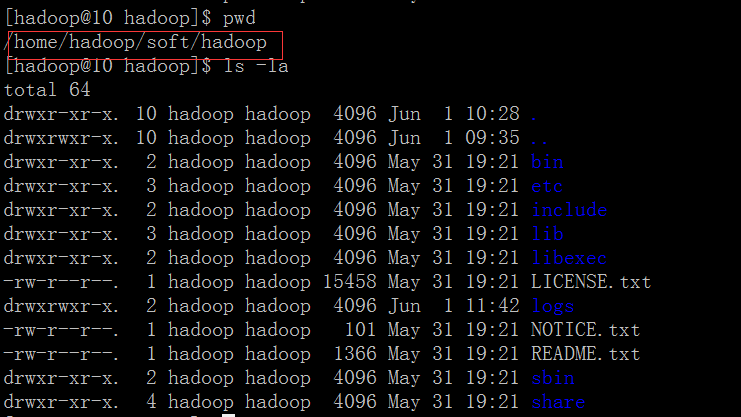 [hadoop@10 hadoop]$ pwd
/home/hadoop/soft/hadoop
[hadoop@10 hadoop]$ ls -la
total 64
drwxr-xr-x. 10 hadoop hadoop  4096 Jun  1 10:28 .
drwxrwxr-x. 10 hadoop hadoop  4096 Jun  1 09:35 ..
drwxr-xr-x.  2 hadoop hadoop  4096 May 31 19:21 bin
drwxr-xr-x.  3 hadoop hadoop  4096 May 31 19:21 etc
drwxr-xr-x.  2 hadoop hadoop  4096 May 31 19:21 include
drwxr-xr-x.  3 hadoop hadoop  4096 May 31 19:21 lib
drwxr-xr-x.  2 hadoop hadoop  4096 May 31 19:21 libexec
-rw-r--r--.  1 hadoop hadoop 15458 May 31 19:21 LICENSE.txt
drwxrwxr-x.  2 hadoop hadoop  4096 Jun  1 11:42 logs
-rw-r--r--.  1 hadoop hadoop   101 May 31 19:21 NOTICE.txt
-rw-r--r--.  1 hadoop hadoop  1366 May 31 19:21 README.txt
drwxr-xr-x.  2 hadoop hadoop  4096 May 31 19:21 sbin
drwxr-xr-x.  4 hadoop hadoop  4096 May 31 19:21 share